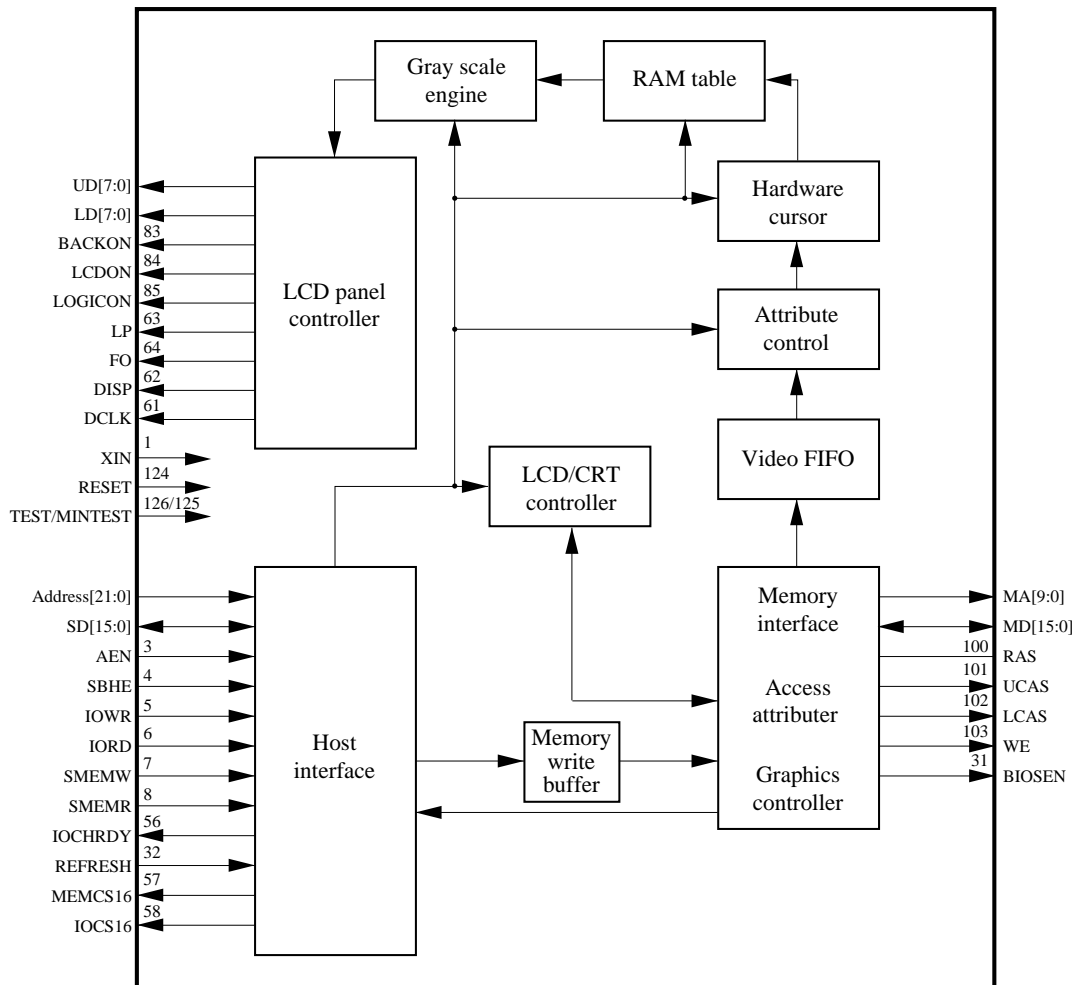 Gray scale
engine
RAM table
Hardware
cursor
Attribute
control
Video FIFO
LCD/CRT
controller
LCD panel
controller
UD[7:0]
LD[7:0]
83
BACKON
84
LCDON
85
LOGICON
63
LP
64
FO
62
DISP
61
DCLK
1
XIN
124
RESET
126/125
TEST/MINTEST
Address[21:0]
SD[15:0]
3
AEN
4
SBHE
5
IOWR
6
IORD
7
SMEMW
8
SMEMR
56
IOCHRDY
32
REFRESH
57
MEMCS16
58
IOCS16
Host
interface
Memory
write
buffer
Memory
interface
Access
attributer
Graphics
controller
MA[9:0]
MD[15:0]
100
RAS
101
UCAS
102
LCAS
103
WE
31
BIOSEN